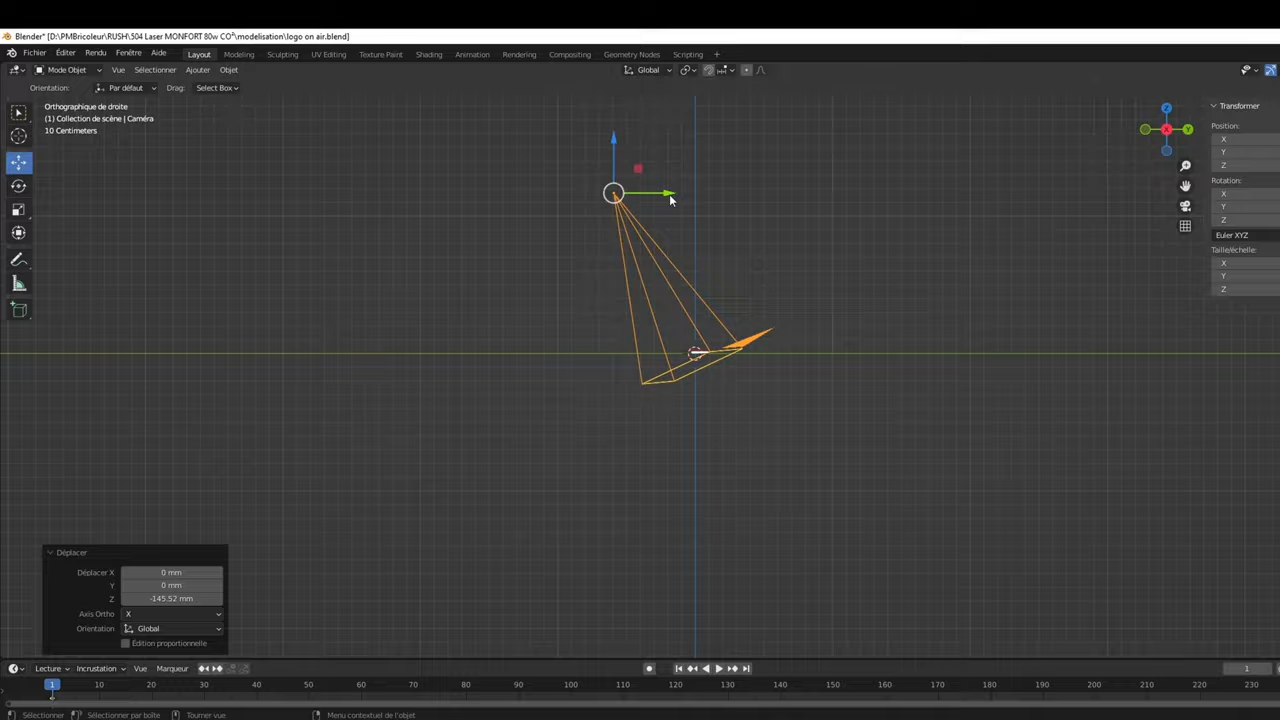 Blender* [D:\PMBricoleur\RUSH\504 Laser MONFORT 80w CO²\modelisation\logo on air.blend]
Fichier Éditer Rendu Fenêtre Aide Layout Modeling Sculpting UV Editing Texture Paint Shading Animation Rendering Compositing Geometry Nodes Scripting +
Mode Objet Vue Sélectionner Ajouter Objet Global
Orientation: Par défaut Drag: Select Box
Orthographique de droite
(1) Collection de scène | Caméra
10 Centimeters
Z
X
Y
Transformer
Position:
X
Y
Z
Rotation:
X
Y
Z
Euler XYZ
Taille/échelle:
X
Y
Z
Déplacer
Déplacer X 0 mm
Y 0 mm
Z -145.52 mm
Axis Ortho X
Orientation Global
Édition proportionnelle
Lecture Incrustation Vue Marqueur 1
1 10 20 30 40 50 60 70 80 90 100 110 120 130 140 150 160 170 180 190 200 210 220 230
Sélectionner Sélectionner par boîte Tourner vue Menu contextuel de l'objet